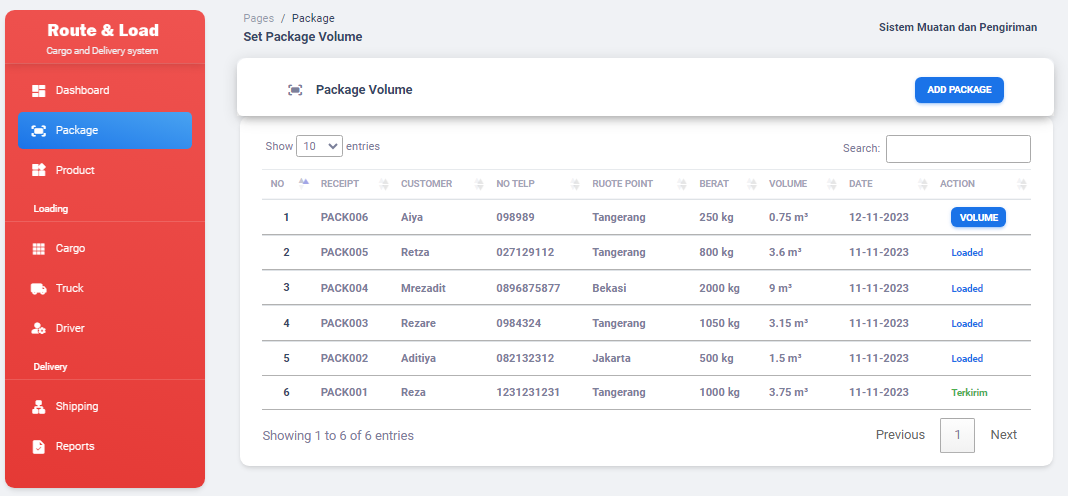 Route & Load
Cargo and Delivery system
Dashboard
Package
Product
Loading
Cargo
Truck
Driver
Delivery
Shipping
Reports
Pages / Package
Set Package Volume
Sistem Muatan dan Pengiriman
Package Volume
ADD PACKAGE
Show 10 entries
Search:
NO RECEIPT CUSTOMER NO TELP RUOTE POINT BERAT VOLUME DATE ACTION
1 PACK006 Aiya 098989 Tangerang 250 kg 0.75 m³ 12-11-2023 VOLUME
2 PACK005 Retza 027129112 Tangerang 800 kg 3.6 m³ 11-11-2023 Loaded
3 PACK004 Mrezadit 0896875877 Bekasi 2000 kg 9 m³ 11-11-2023 Loaded
4 PACK003 Rezare 0984324 Tangerang 1050 kg 3.15 m³ 11-11-2023 Loaded
5 PACK002 Aditiya 082132312 Jakarta 500 kg 1.5 m³ 11-11-2023 Loaded
6 PACK001 Reza 1231231231 Tangerang 1000 kg 3.75 m³ 11-11-2023 Terkirim
Showing 1 to 6 of 6 entries
Previous 1 Next